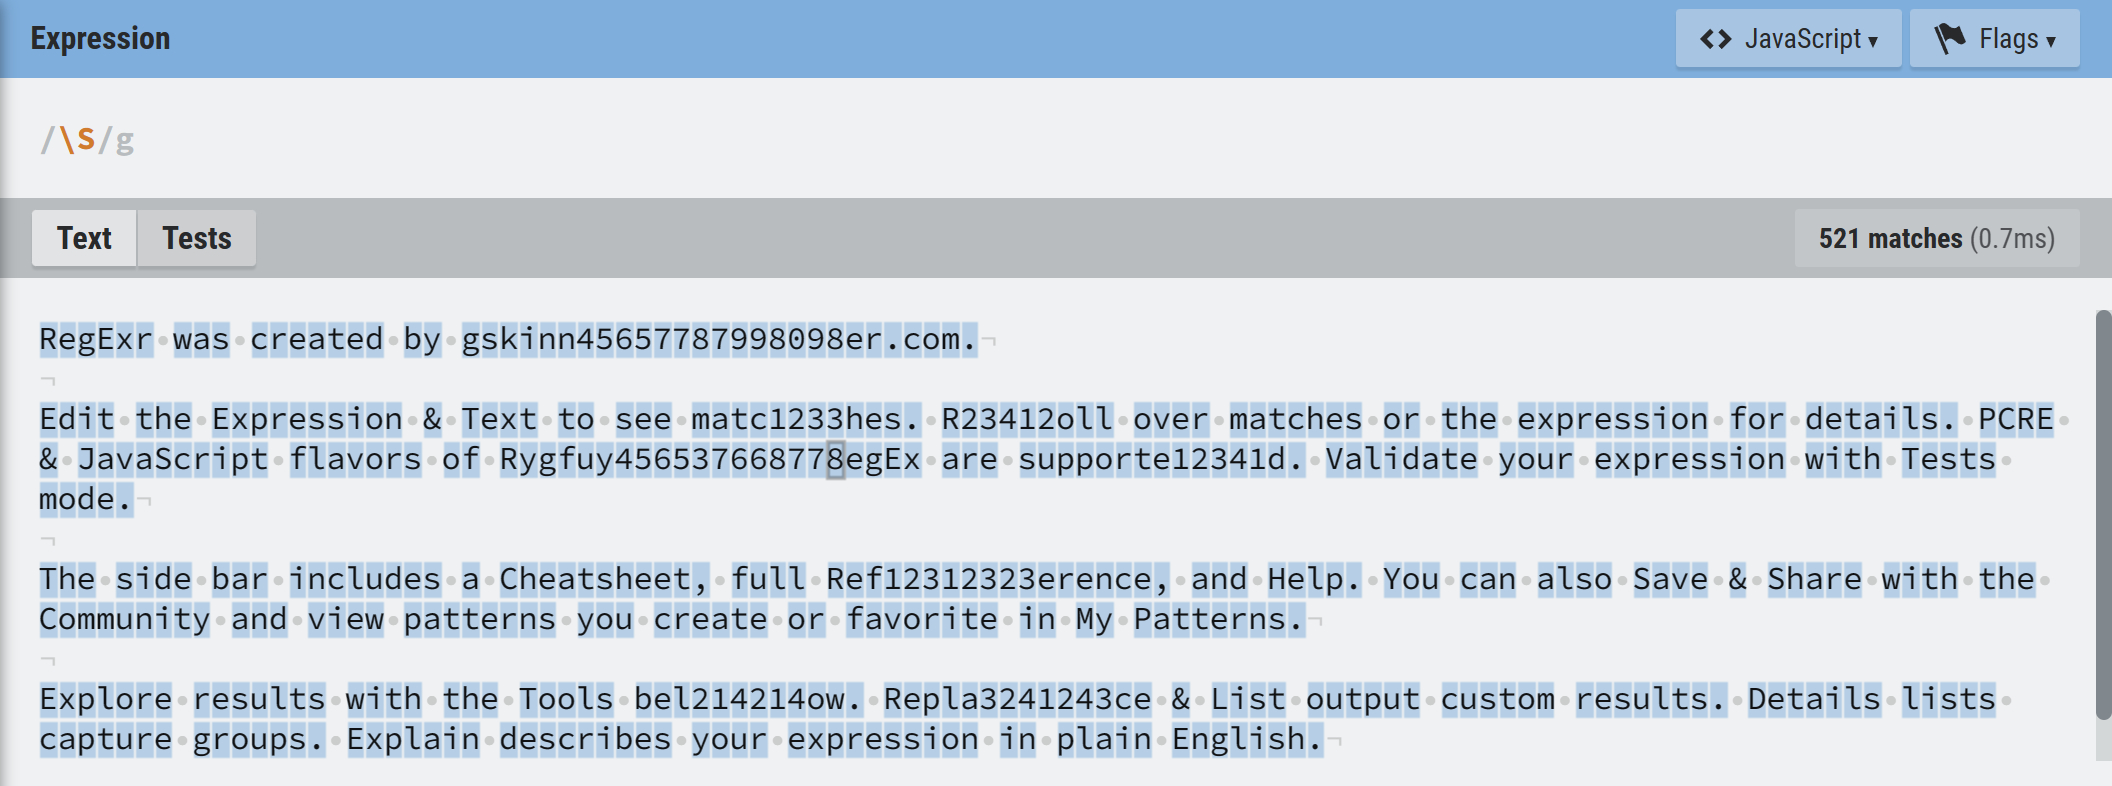 Expression
<> JavaScript ▾
Flags ▾
/\S/g
Text
Tests
521 matches (0.7ms)
RegExr was created by gskinn45657787998098er.com.
Edit the Expression & Text to see matc1233hes. R23412oll over matches or the expression for details. PCRE
& JavaScript flavors of Rygfuy45653766877​8egEx are supporte12341d. Validate your expression with Tests
mode.
The side bar includes a Cheatsheet, full Ref12312323erence, and Help. You can also Save & Share with the
Community and view patterns you create or favorite in My Patterns.
Explore results with the Tools bel214214ow. Repla3241243ce & List output custom results. Details lists
capture groups. Explain describes your expression in plain English.